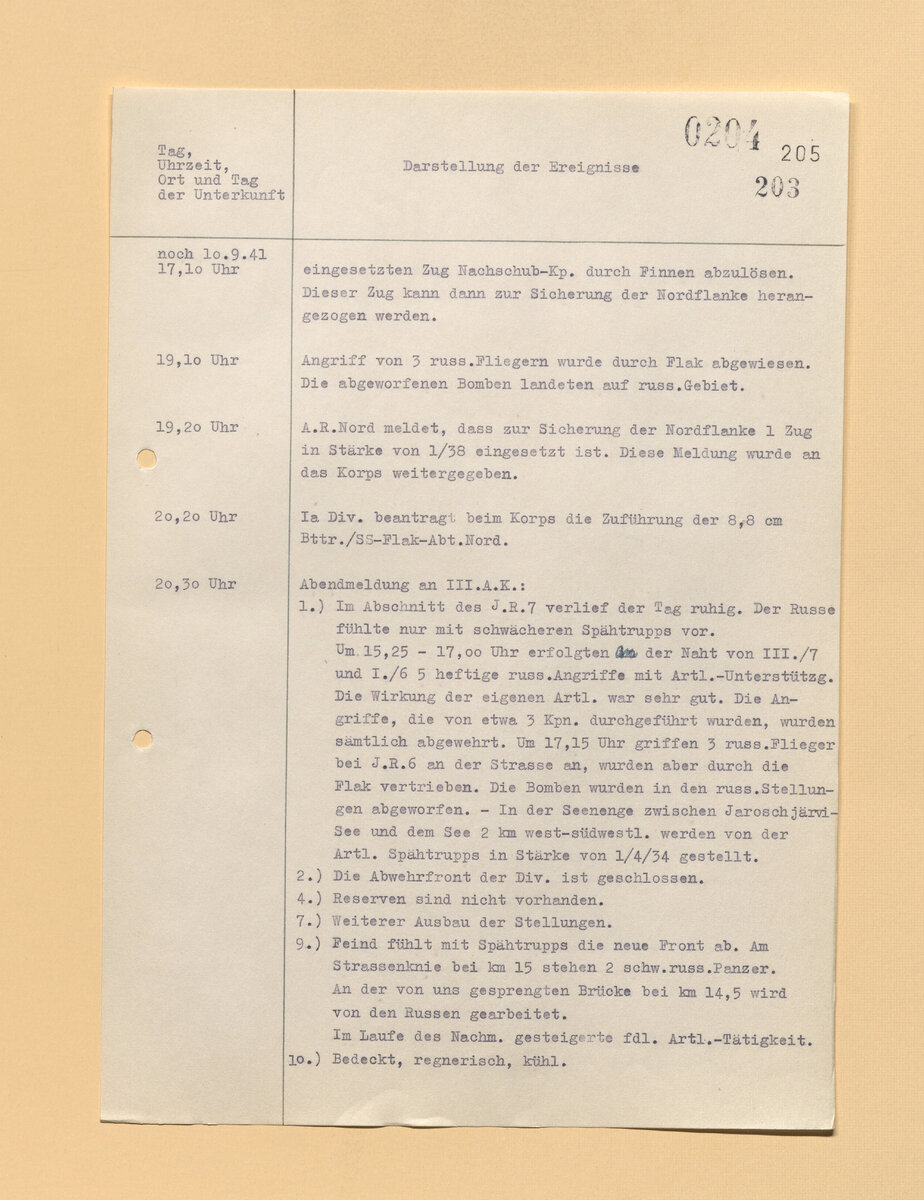 0204
205
203
Tag,
Uhrzeit,
Ort und Tag
der Unterkunft
Darstellung der Ereignisse
noch 1o.9.41
17,1o Uhr
eingesetzten Zug Nachschub-Kp. durch Finnen abzulösen.
Dieser Zug kann dann zur Sicherung der Nordflanke heran-
gezogen werden.
19,1o Uhr
Angriff von 3 russ.Fliegern wurde durch Flak abgewiesen.
Die abgeworfenen Bomben landeten auf russ.Gebiet.
19,2o Uhr
A.R.Nord meldet, dass zur Sicherung der Nordflanke 1 Zug
in Stärke von 1/38 eingesetzt ist. Diese Meldung wurde an
das Korps weitergegeben.
2o,2o Uhr
Ia Div. beantragt beim Korps die Zuführung der 8,8 cm
Bttr./SS-Flak-Abt.Nord.
2o,3o Uhr
Abendmeldung an III.A.K.:
1.) Im Abschnitt des J.R.7 verlief der Tag ruhig. Der Russe
fühlte nur mit schwächeren Spähtrupps vor.
Um 15,25 - 17,oo Uhr erfolgten an der Naht von III./7
und I./6 5 heftige russ.Angriffe mit Artl.-Unterstützg.
Die Wirkung der eigenen Artl. war sehr gut. Die An-
griffe, die von etwa 3 Kpn. durchgeführt wurden, wurden
sämtlich abgewehrt. Um 17,15 Uhr griffen 3 russ.Flieger
bei J.R.6 an der Strasse an, wurden aber durch die
Flak vertrieben. Die Bomben wurden in den russ.Stellun-
gen abgeworfen. - In der Seenenge zwischen Jaroschjärvi-
See und dem See 2 km west-südwestl. werden von der
Artl. Spähtrupps in Stärke von 1/4/34 gestellt.
2.) Die Abwehrfront der Div. ist geschlossen.
4.) Reserven sind nicht vorhanden.
7.) Weiterer Ausbau der Stellungen.
9.) Feind fühlt mit Spähtrupps die neue Front ab. Am
Strassenknie bei km 15 stehen 2 schw.russ.Panzer.
An der von uns gesprengten Brücke bei km 14,5 wird
von den Russen gearbeitet.
Im Laufe des Nachm. gesteigerte fdl. Artl.-Tätigkeit.
1o.) Bedeckt, regnerisch, kühl.